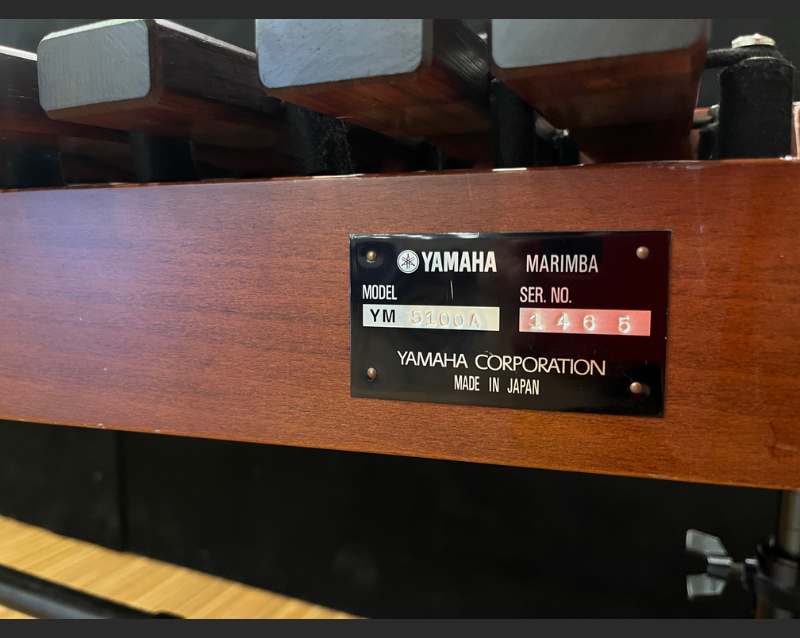 YAMAHA MARIMBA
MODEL SER. NO.
YM 5100A 1465
YAMAHA CORPORATION
MADE IN JAPAN